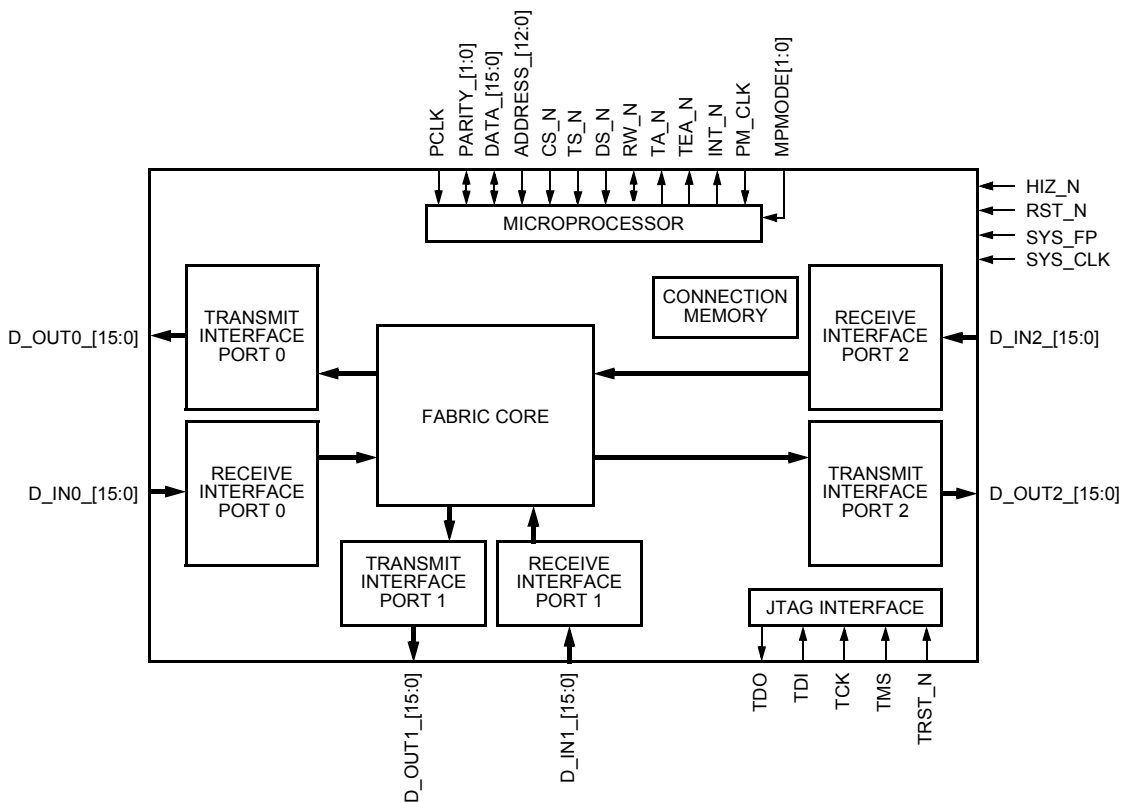 PCLK
PARITY_[1:0]
DATA_[15:0]
ADDRESS_[12:0]
CS_N
TS_N
DS_N
RW_N
TA_N
TEA_N
INT_N
PM_CLK
MPMODE[1:0]
HIZ_N
RST_N
SYS_FP
SYS_CLK
MICROPROCESSOR
CONNECTION
MEMORY
TRANSMIT
INTERFACE
PORT 0
RECEIVE
INTERFACE
PORT 2
D_OUT0_[15:0]
D_IN2_[15:0]
FABRIC CORE
RECEIVE
INTERFACE
PORT 0
TRANSMIT
INTERFACE
PORT 2
D_IN0_[15:0]
D_OUT2_[15:0]
TRANSMIT
INTERFACE
PORT 1
RECEIVE
INTERFACE
PORT 1
JTAG INTERFACE
D_OUT1_[15:0]
D_IN1_[15:0]
TDO
TDI
TCK
TMS
TRST_N